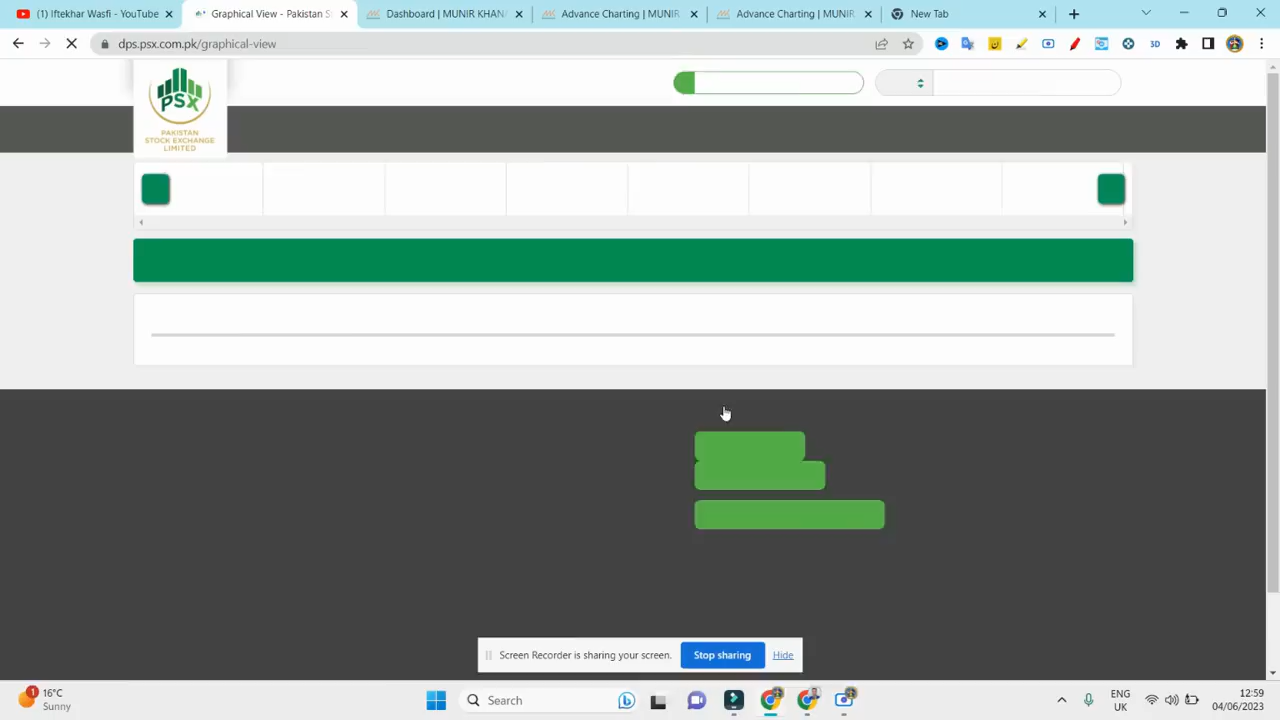 (1) Iftekhar Wasfi - YouTube
Graphical View - Pakistan S
Dashboard | MUNIR KHAN
Advance Charting | MUNIR
Advance Charting | MUNIR
New Tab
dps.psx.com.pk/graphical-view
3D
PSX
PAKISTAN
STOCK EXCHANGE
LIMITED
Screen Recorder is sharing your screen.
Stop sharing
Hide
1
16°C
Sunny
Search
ENG
UK
12:59
04/06/2023